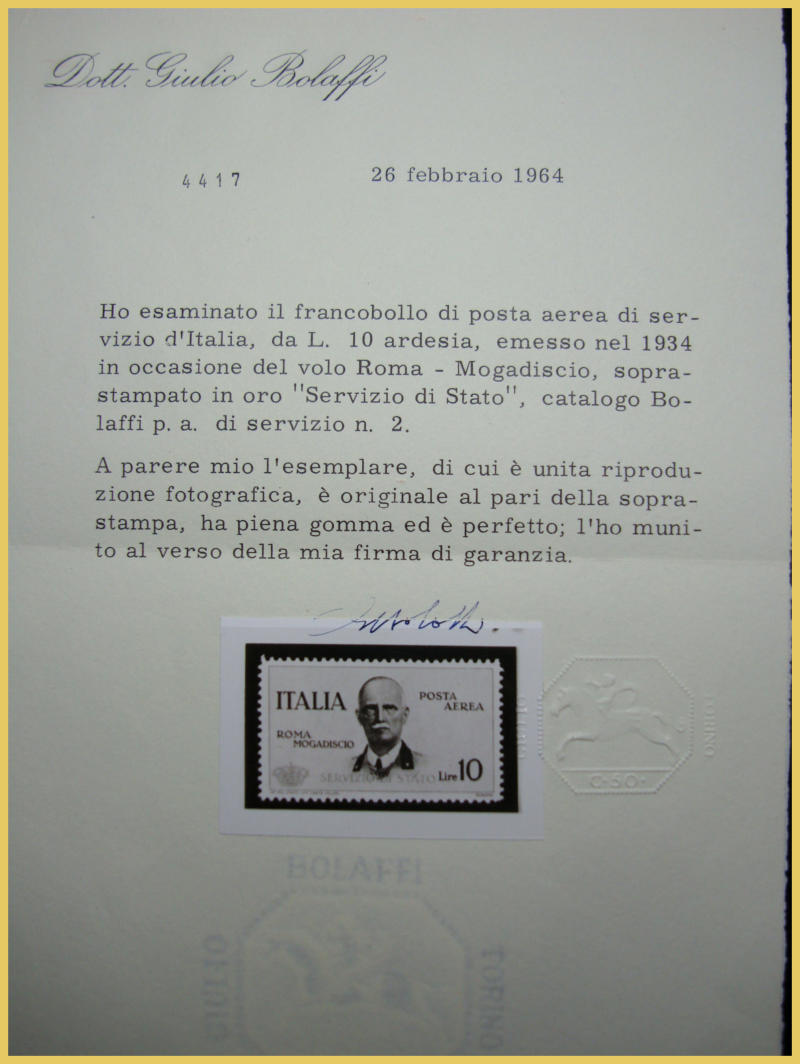 Dott. Giulio Bolaffi
4417
26 febbraio 1964
Ho esaminato il francobollo di posta aerea di ser-
vizio d'Italia, da L. 10 ardesia, emesso nel 1934
in occasione del volo Roma - Mogadiscio, sopra-
stampato in oro "Servizio di Stato", catalogo Bo-
laffi p. a. di servizio n. 2.
A parere mio l'esemplare, di cui è unita riprodu-
zione fotografica, è originale al pari della sopra-
stampa, ha piena gomma ed è perfetto; l'ho muni-
to al verso della mia firma di garanzia.
ITALIA
POSTA
AEREA
ROMA
MOGADISCIO
SERVIZIO DI STATO
Lire 10
GIULIO
TORINO
C·50·
BOLAFFI
GIULIO
TORINO